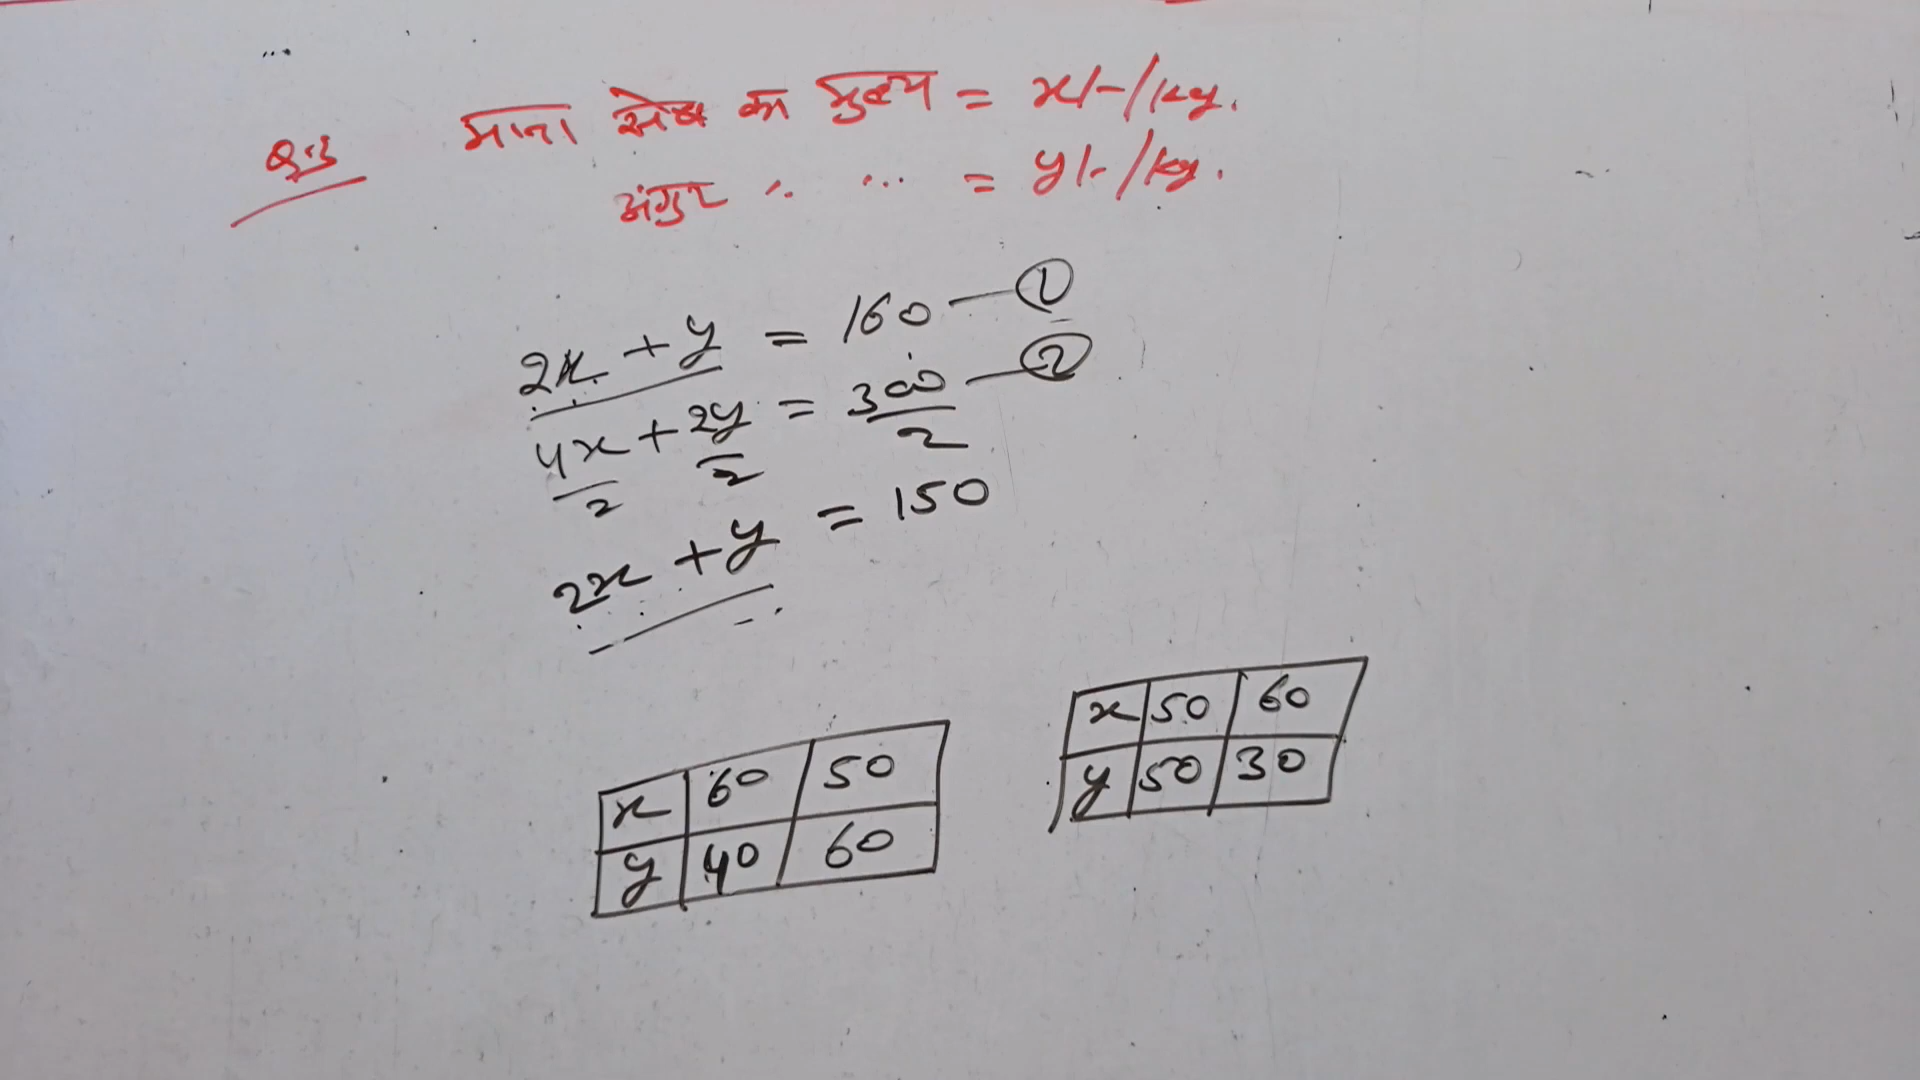 Q.3 माना सेब का मुल्य = x/-/kg.
अंगुर " ... = y/-/kg.
2x + y = 160 — ①
4x/2 + 2y/2 = 300/2 — ②
2x + y = 150
x 60 50
y 40 60
x 50 60
y 50 30